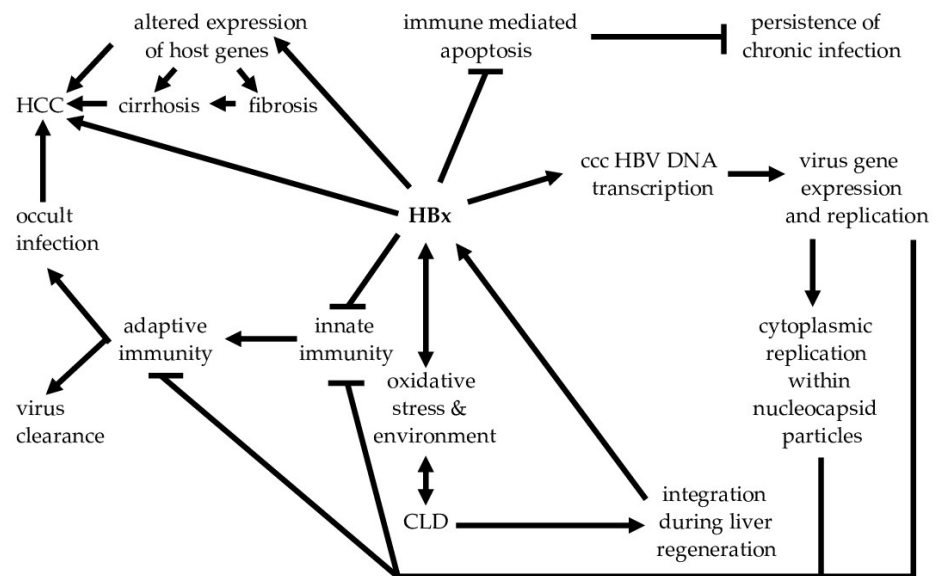 altered expression
of host genes
immune mediated
apoptosis
persistence of
chronic infection
HCC
cirrhosis
fibrosis
ccc HBV DNA
transcription
virus gene
expression
and replication
HBx
occult
infection
adaptive
immunity
innate
immunity
cytoplasmic
replication
within
nucleocapsid
particles
oxidative
stress &
environment
virus
clearance
CLD
integration
during liver
regeneration